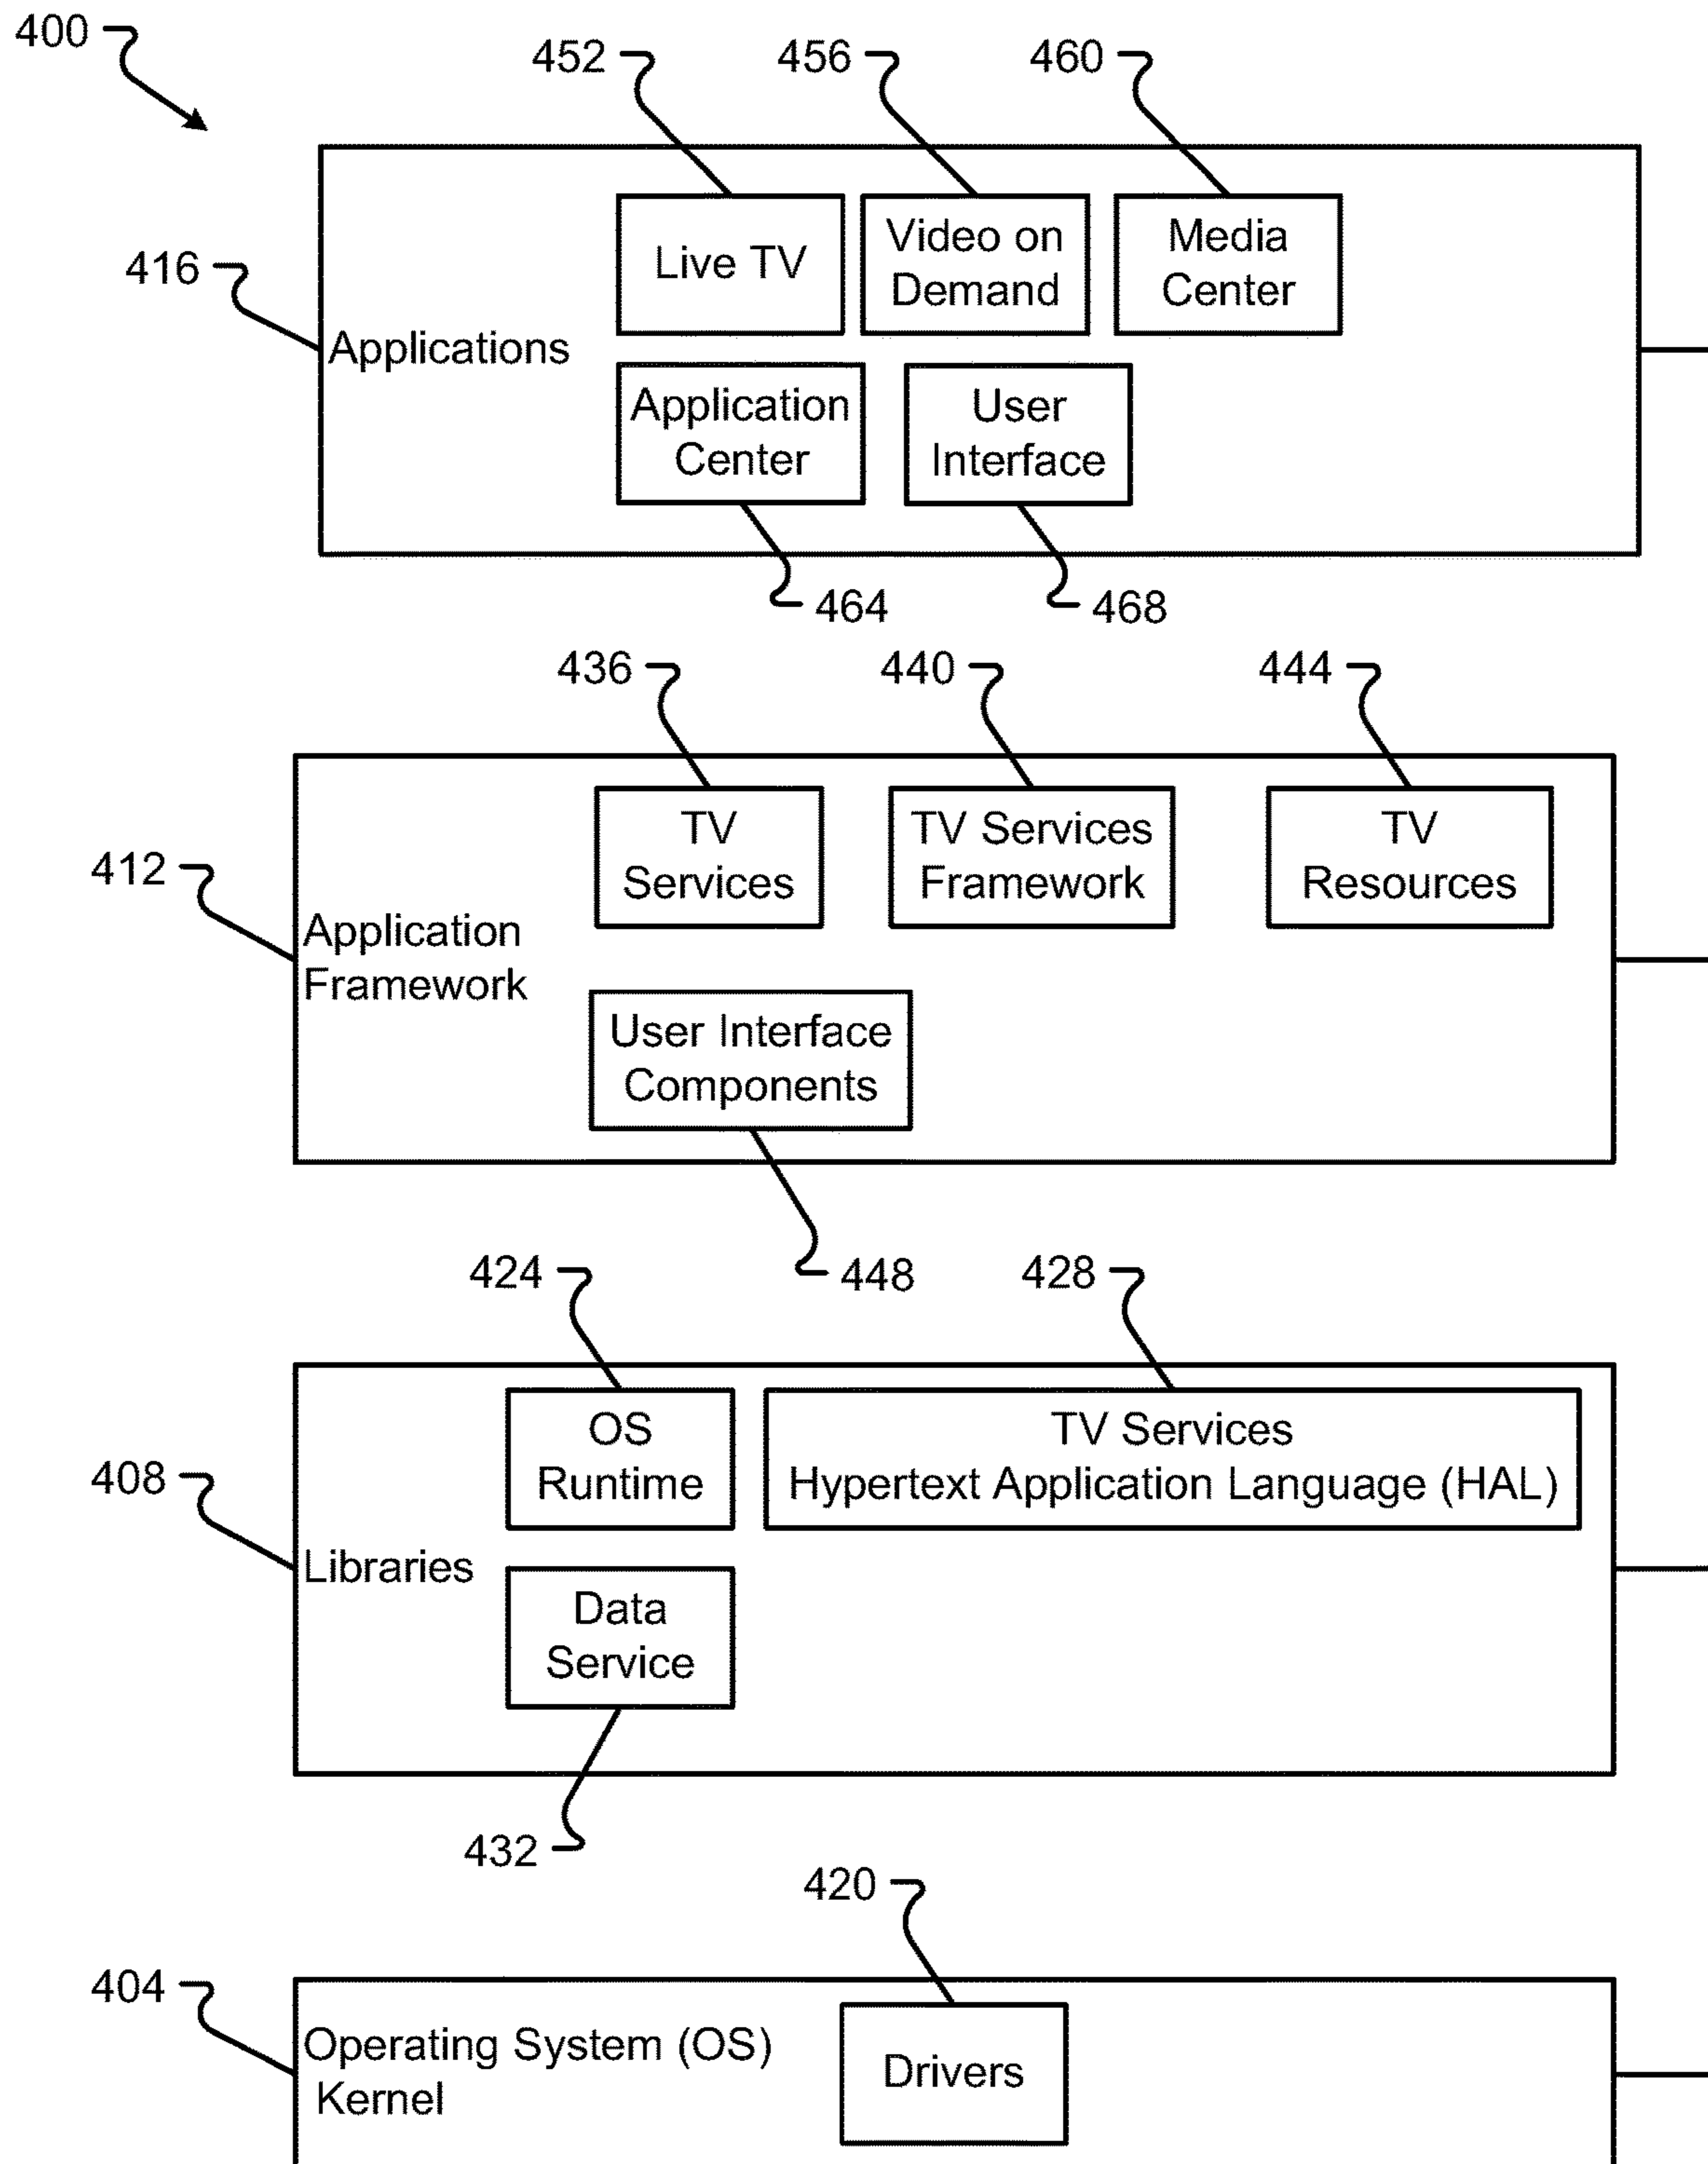 400
452
456
460
416
Live TV
Video on
Demand
Media
Center
Applications
Application
Center
User
Interface
464
468
436
440
444
412
TV
Services
TV Services
Framework
TV
Resources
Application
Framework
User Interface
Components
448
424
428
408
OS
Runtime
TV Services
Hypertext Application Language (HAL)
Libraries
Data
Service
432
420
404
Operating System (OS)
Kernel
Drivers